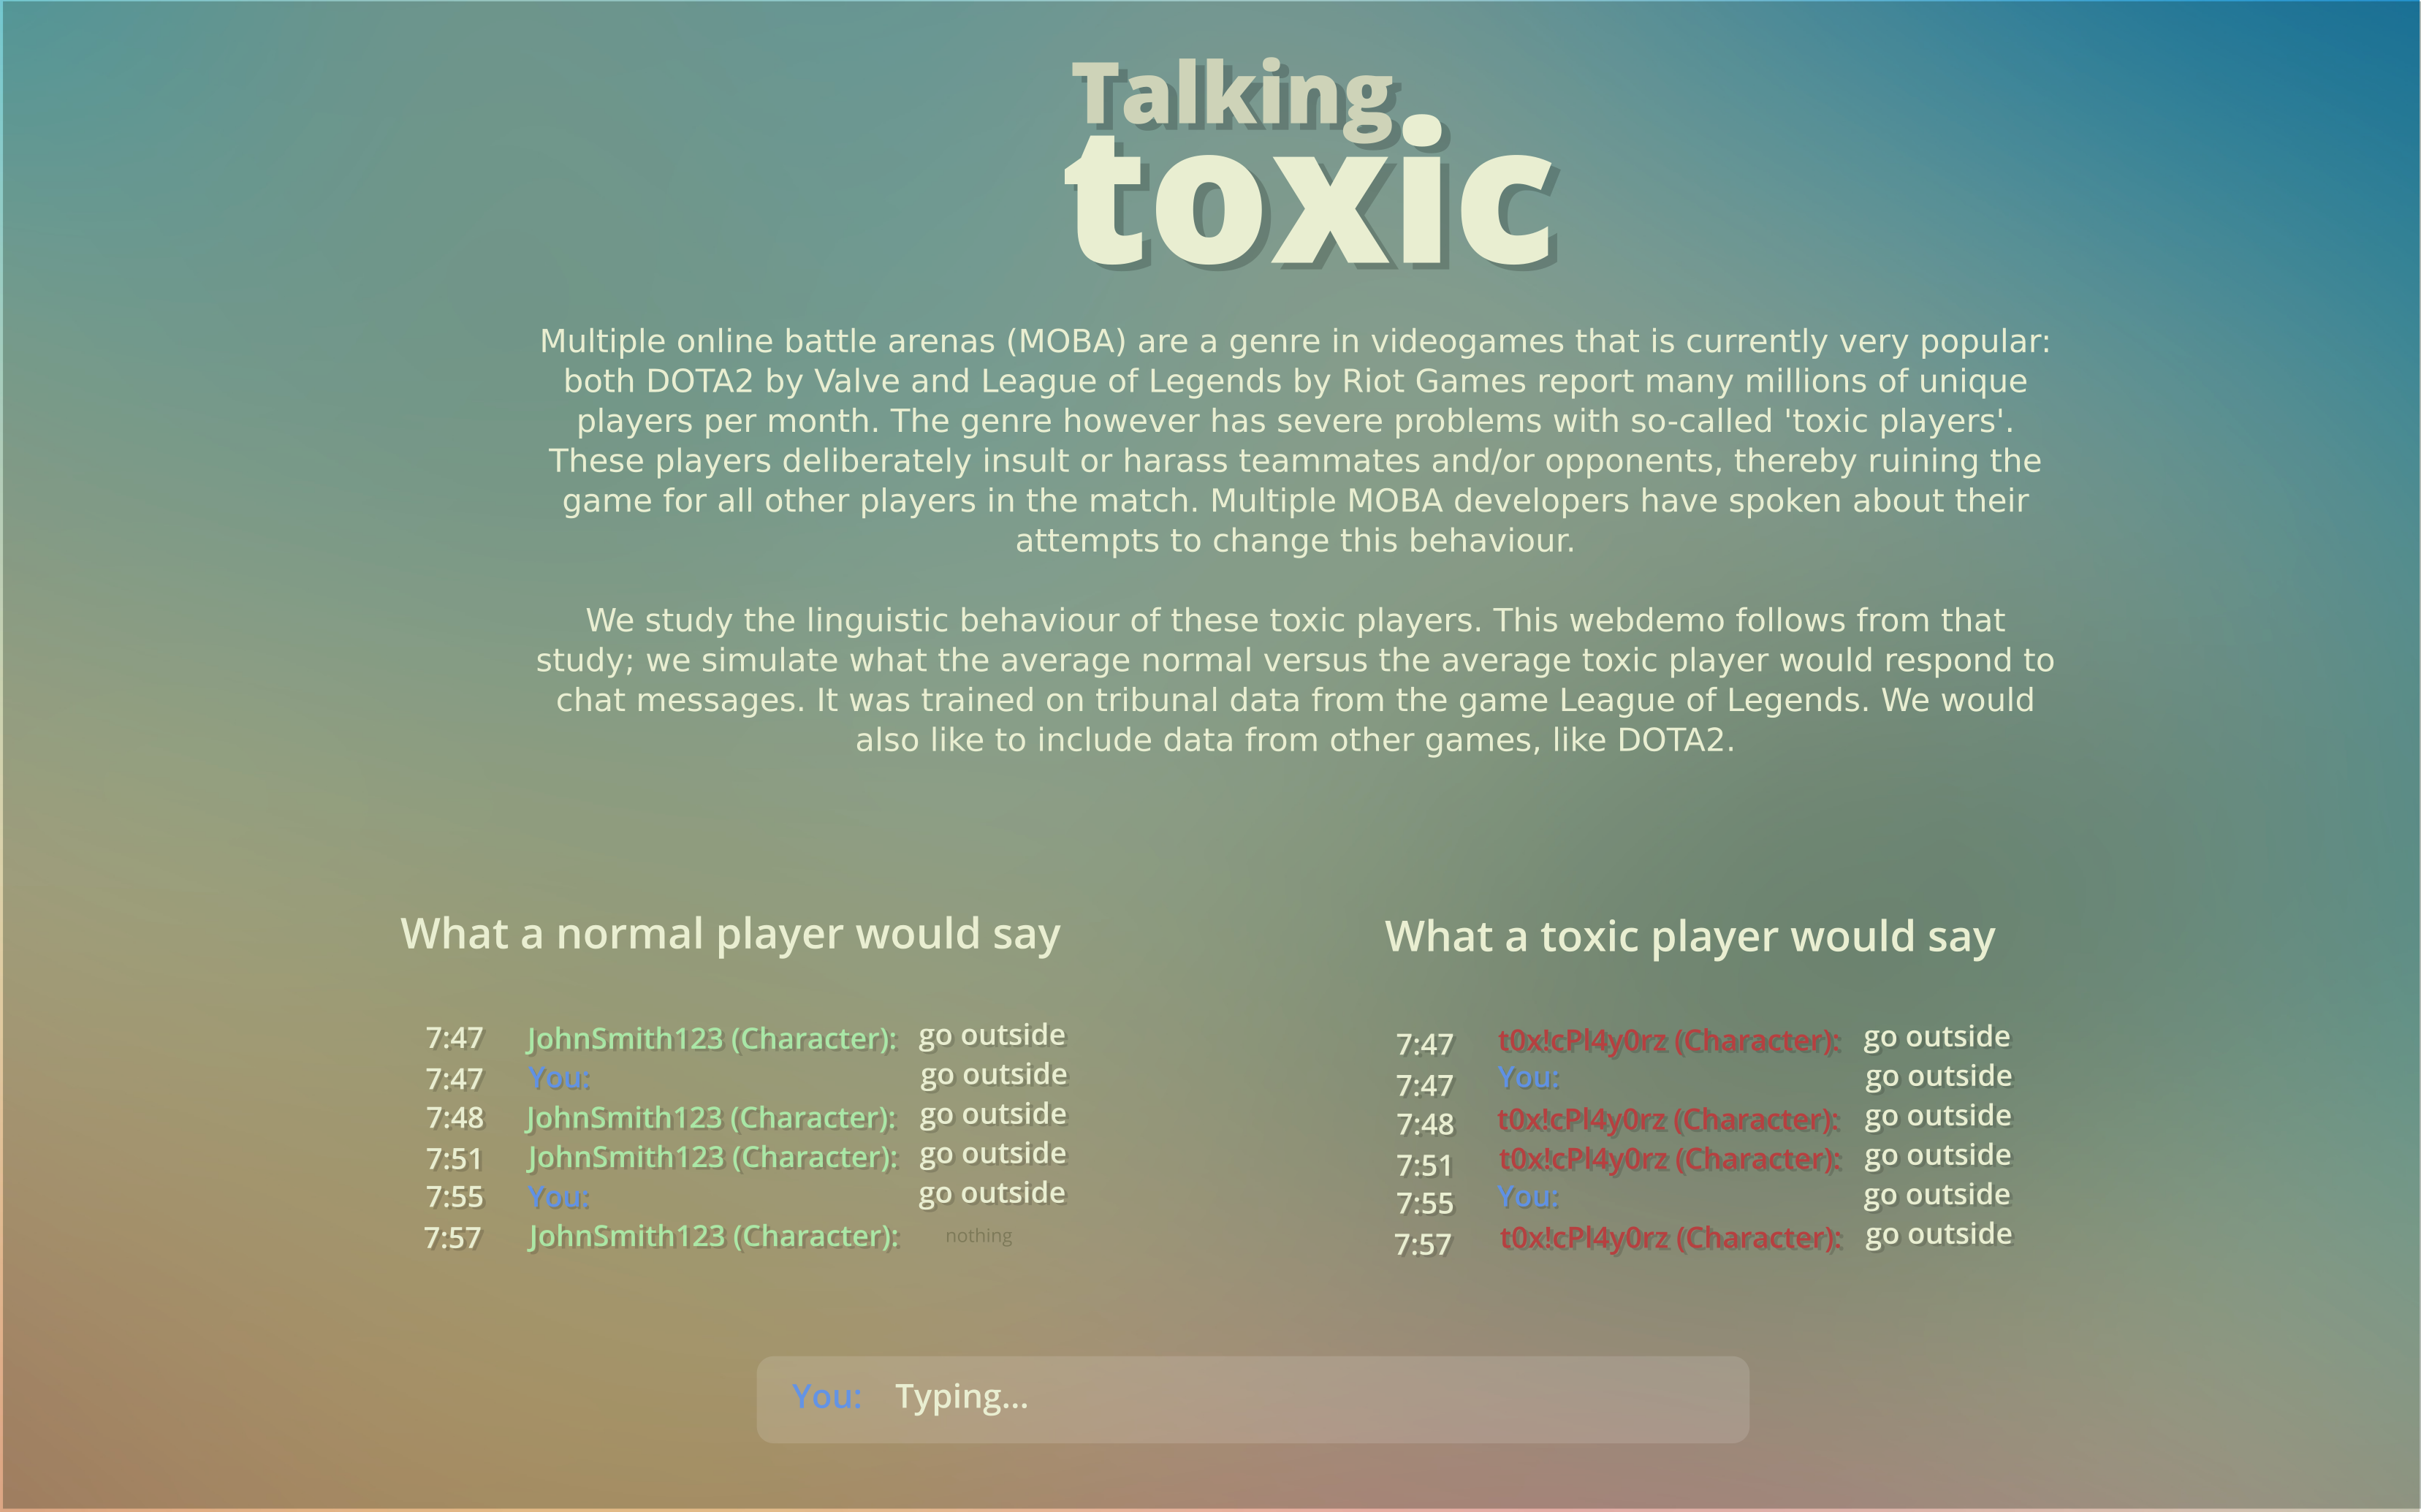 Talking
toxic
Multiple online battle arenas (MOBA) are a genre in videogames that is currently very popular:
both DOTA2 by Valve and League of Legends by Riot Games report many millions of unique
players per month. The genre however has severe problems with so-called 'toxic players'.
These players deliberately insult or harass teammates and/or opponents, thereby ruining the
game for all other players in the match. Multiple MOBA developers have spoken about their
attempts to change this behaviour.
We study the linguistic behaviour of these toxic players. This webdemo follows from that
study; we simulate what the average normal versus the average toxic player would respond to
chat messages. It was trained on tribunal data from the game League of Legends. We would
also like to include data from other games, like DOTA2.
What a normal player would say
7:47 JohnSmith123 (Character): go outside
7:47 You: go outside
7:48 JohnSmith123 (Character): go outside
7:51 JohnSmith123 (Character): go outside
7:55 You: go outside
7:57 JohnSmith123 (Character): nothing
What a toxic player would say
7:47 t0x!cPl4y0rz (Character): go outside
7:47 You: go outside
7:48 t0x!cPl4y0rz (Character): go outside
7:51 t0x!cPl4y0rz (Character): go outside
7:55 You: go outside
7:57 t0x!cPl4y0rz (Character): go outside
You: Typing...